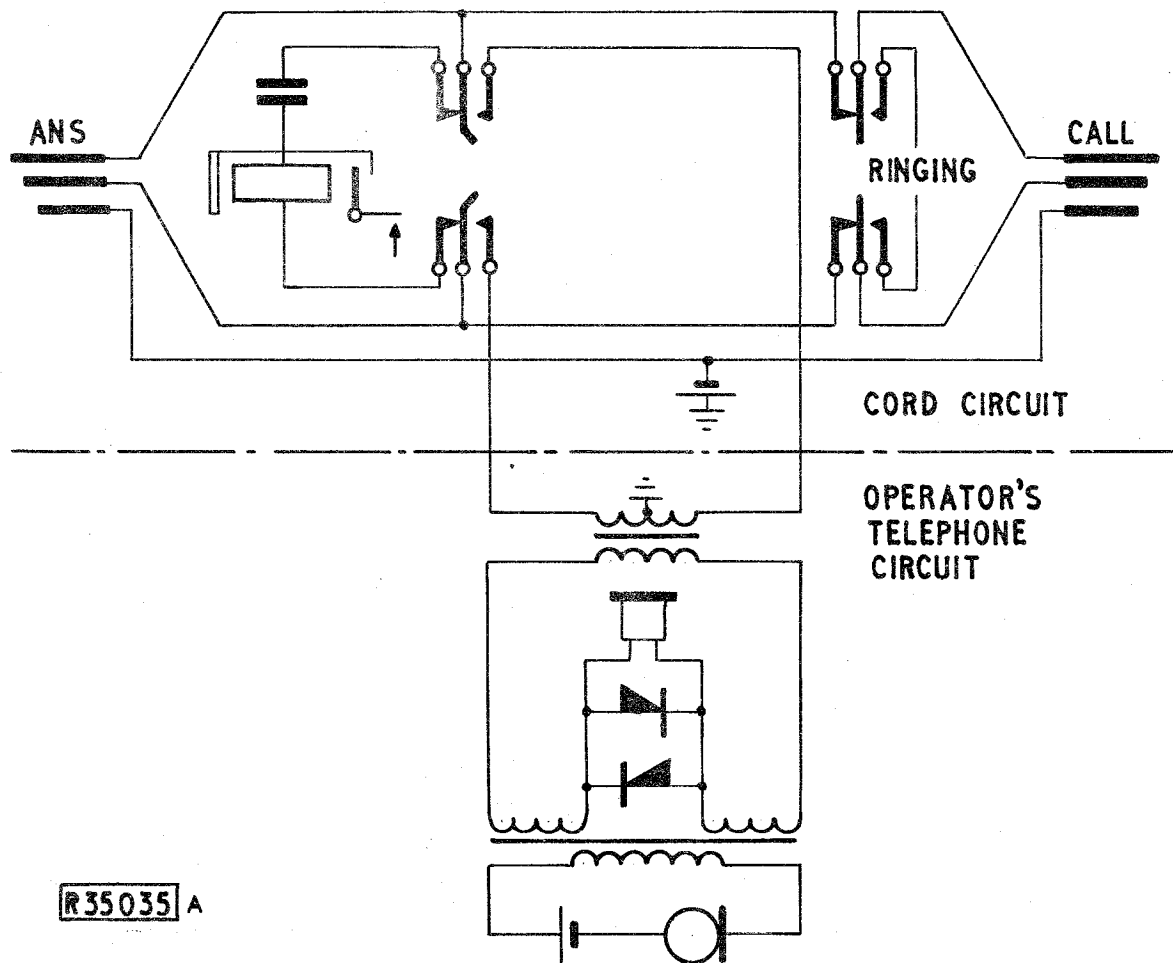 ANS
CALL
RINGING
CORD CIRCUIT
OPERATOR'S
TELEPHONE
CIRCUIT
R35035 A